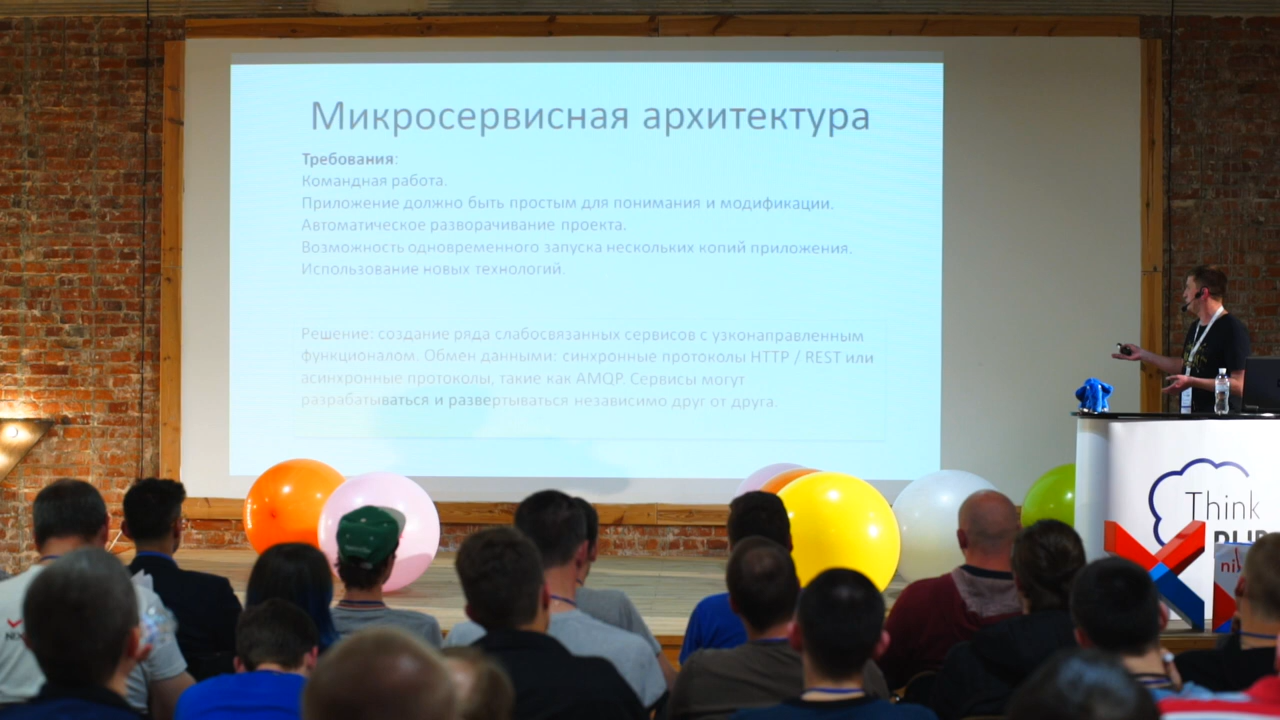 Микросервисная архитектура
Требования:
Командная работа.
Приложение должно быть простым для понимания и модификации.
Автоматическое разворачивание проекта.
Возможность одновременного запуска нескольких копий приложения.
Использование новых технологий.
Решение: создание ряда слабосвязанных сервисов с узконаправленным
функционалом. Обмен данными: синхронные протоколы HTTP / REST или
асинхронные протоколы, такие как AMQP. Сервисы могут
разрабатываться и развертываться независимо друг от друга.
Think